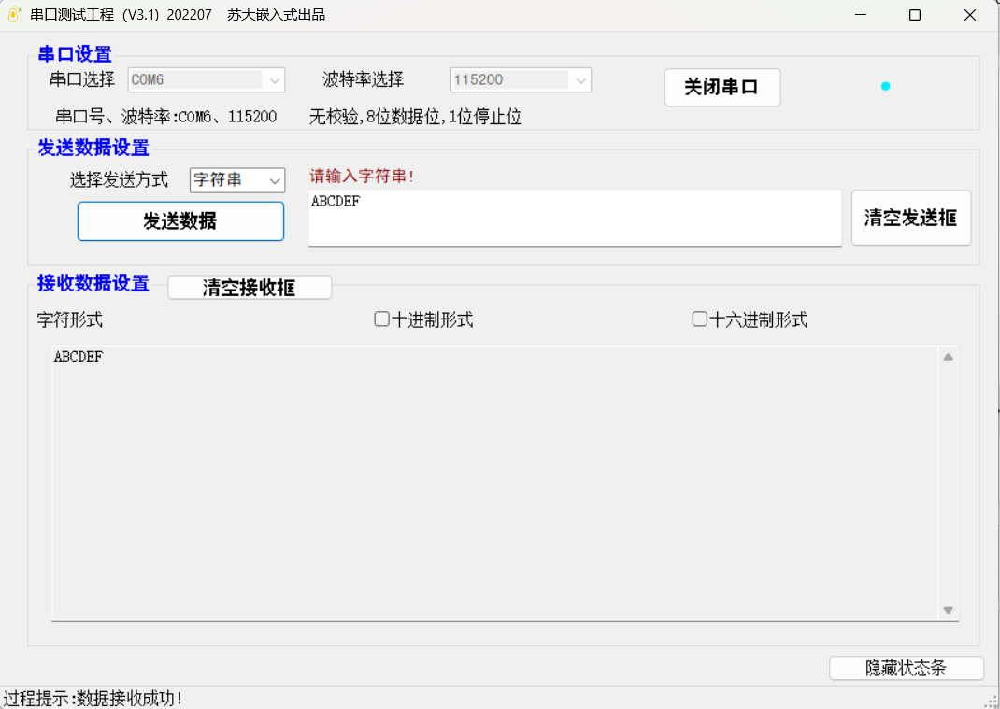 串口测试工程 (V3.1) 202207 苏大嵌入式出品
串口设置
串口选择 COM6 波特率选择 115200 关闭串口
串口号、波特率:COM6、115200 无校验,8位数据位,1位停止位
发送数据设置
选择发送方式 字符串 请输入字符串!
ABCDEF
发送数据 清空发送框
接收数据设置 清空接收框
字符形式 十进制形式 十六进制形式
ABCDEF
隐藏状态条
过程提示:数据接收成功!